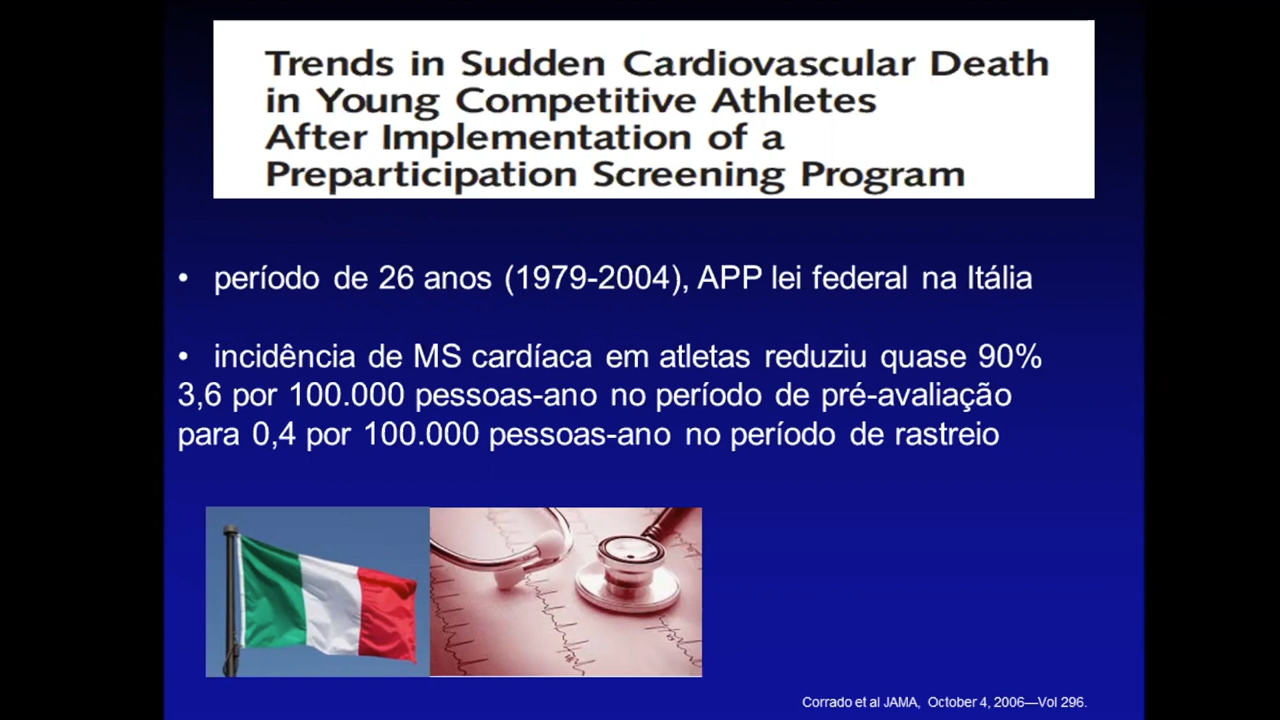 Trends in Sudden Cardiovascular Death
in Young Competitive Athletes
After Implementation of a
Preparticipation Screening Program
• período de 26 anos (1979-2004), APP lei federal na Itália
• incidência de MS cardíaca em atletas reduziu quase 90%
3,6 por 100.000 pessoas-ano no período de pré-avaliação
para 0,4 por 100.000 pessoas-ano no período de rastreio
Corrado et al JAMA, October 4, 2006—Vol 296.